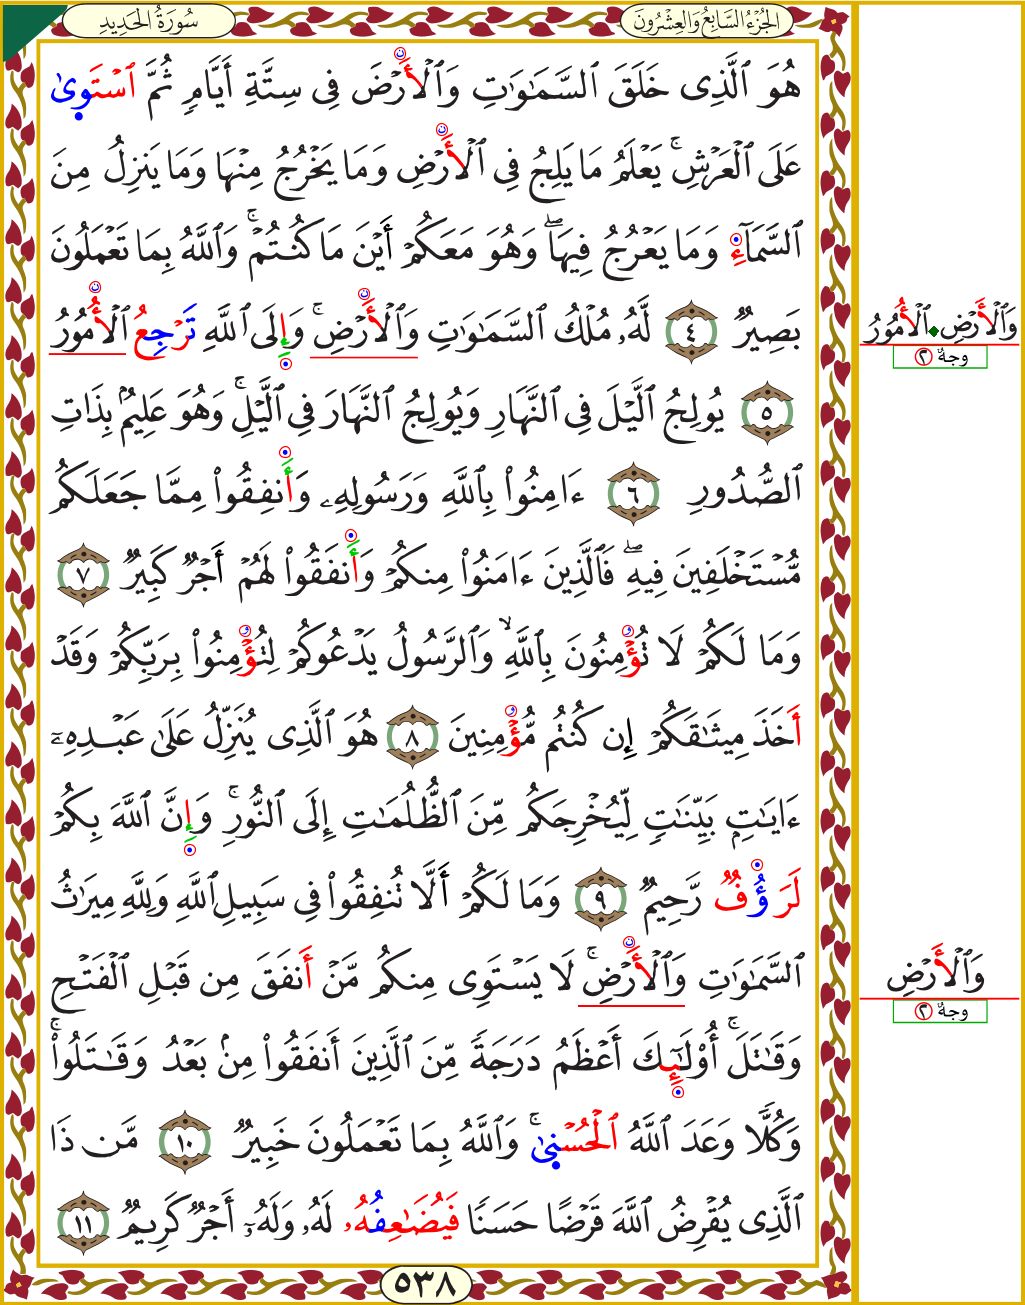 الجُزْءُ السَّابِعُ وَالعِشْرُونَ
سُورَةُ الحَدِيدِ
هُوَ ٱلَّذِى خَلَقَ ٱلسَّمَـٰوَٰتِ وَٱلْأَرْضَ فِى سِتَّةِ أَيَّامٍ ثُمَّ ٱسْتَوِىٰ
عَلَى ٱلْعَرْشِ ۚ يَعْلَمُ مَا يَلِجُ فِى ٱلْأَرْضِ وَمَا يَخْرُجُ مِنْهَا وَمَا يَنزِلُ مِنَ
ٱلسَّمَآءِ وَمَا يَعْرُجُ فِيهَا ۖ وَهُوَ مَعَكُمْ أَيْنَ مَا كُنتُمْ ۚ وَٱللَّهُ بِمَا تَعْمَلُونَ
بَصِيرٌ ٤ لَّهُۥ مُلْكُ ٱلسَّمَـٰوَٰتِ وَٱلْأَرْضِ ۚ وَإِلَى ٱللَّهِ تَرْجِعُ ٱلْأُمُورُ
٥ يُولِجُ ٱلَّيْلَ فِى ٱلنَّهَارِ وَيُولِجُ ٱلنَّهَارَ فِى ٱلَّيْلِ ۚ وَهُوَ عَلِيمٌۢ بِذَاتِ
ٱلصُّدُورِ ٦ ءَامِنُوا۟ بِٱللَّهِ وَرَسُولِهِۦ وَأَنفِقُوا۟ مِمَّا جَعَلَكُم
مُّسْتَخْلَفِينَ فِيهِ ۖ فَٱلَّذِينَ ءَامَنُوا۟ مِنكُمْ وَأَنفَقُوا۟ لَهُمْ أَجْرٌ كَبِيرٌ ٧
وَمَا لَكُمْ لَا تُؤْمِنُونَ بِٱللَّهِ ۙ وَٱلرَّسُولُ يَدْعُوكُمْ لِتُؤْمِنُوا۟ بِرَبِّكُمْ وَقَدْ
أَخَذَ مِيثَـٰقَكُمْ إِن كُنتُم مُّؤْمِنِينَ ٨ هُوَ ٱلَّذِى يُنَزِّلُ عَلَىٰ عَبْدِهِۦٓ
ءَايَـٰتٍۭ بَيِّنَـٰتٍ لِّيُخْرِجَكُم مِّنَ ٱلظُّلُمَـٰتِ إِلَى ٱلنُّورِ ۚ وَإِنَّ ٱللَّهَ بِكُمْ
لَرَؤُفٌ رَّحِيمٌ ٩ وَمَا لَكُمْ أَلَّا تُنفِقُوا۟ فِى سَبِيلِ ٱللَّهِ وَلِلَّهِ مِيرَٰثُ
ٱلسَّمَـٰوَٰتِ وَٱلْأَرْضِ ۚ لَا يَسْتَوِى مِنكُم مَّنْ أَنفَقَ مِن قَبْلِ ٱلْفَتْحِ
وَقَـٰتَلَ ۚ أُو۟لَـٰٓئِكَ أَعْظَمُ دَرَجَةً مِّنَ ٱلَّذِينَ أَنفَقُوا۟ مِنۢ بَعْدُ وَقَـٰتَلُوا۟ ۚ
وَكُلًّا وَعَدَ ٱللَّهُ ٱلْحُسْنِىٰ ۚ وَٱللَّهُ بِمَا تَعْمَلُونَ خَبِيرٌ ١٠ مَّن ذَا
ٱلَّذِى يُقْرِضُ ٱللَّهَ قَرْضًا حَسَنًا فَيُضَـٰعِفُهُۥ لَهُۥ وَلَهُۥٓ أَجْرٌ كَرِيمٌ ١١
٥٣٨
وَٱلْأَرْضِ ۰ ٱلْأُمُورُ
وجهٌ ٢
وَٱلْأَرْضِ
وجهٌ ٢